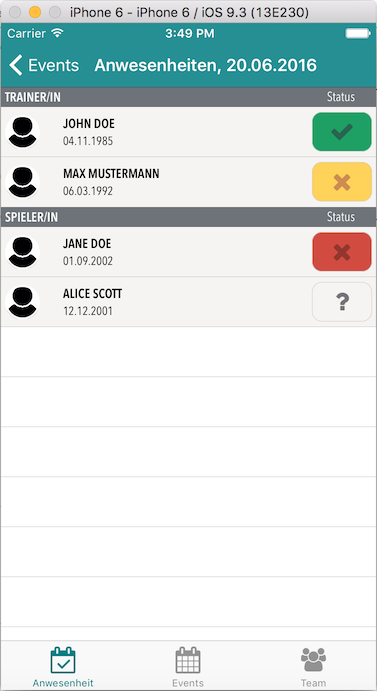 iPhone 6 - iPhone 6 / iOS 9.3 (13E230)
Carrier 3:49 PM
Events Anwesenheiten, 20.06.2016
TRAINER/IN Status
JOHN DOE
04.11.1985
MAX MUSTERMANN
06.03.1992
SPIELER/IN Status
JANE DOE
01.09.2002
ALICE SCOTT
12.12.2001
?
Anwesenheit Events Team